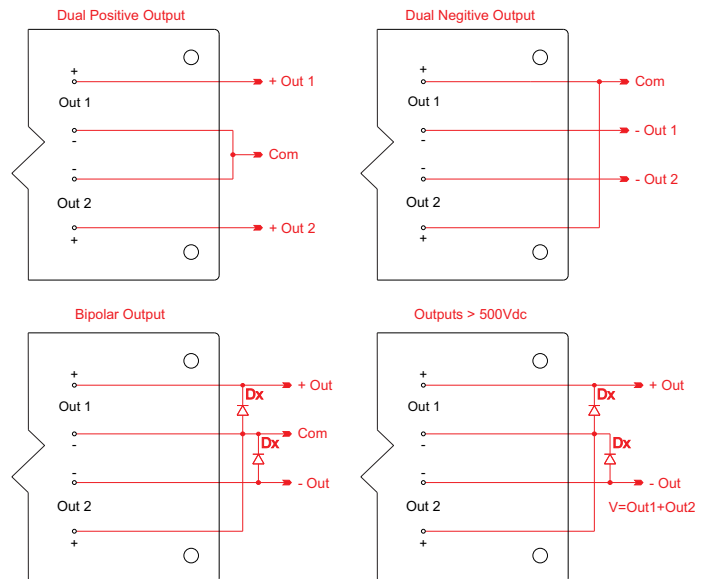 Dual Positive Output
+
+ Out 1
Out 1
-
Com
-
Out 2
+ Out 2
+
Dual Negitive Output
+
Com
Out 1
-
- Out 1
-
- Out 2
Out 2
+
Bipolar Output
+
+ Out
Dx
Out 1
Com
-
Dx
-
- Out
Out 2
+
Outputs > 500Vdc
+
+ Out
Dx
Out 1
-
Dx
-
- Out
Out 2
V=Out1+Out2
+